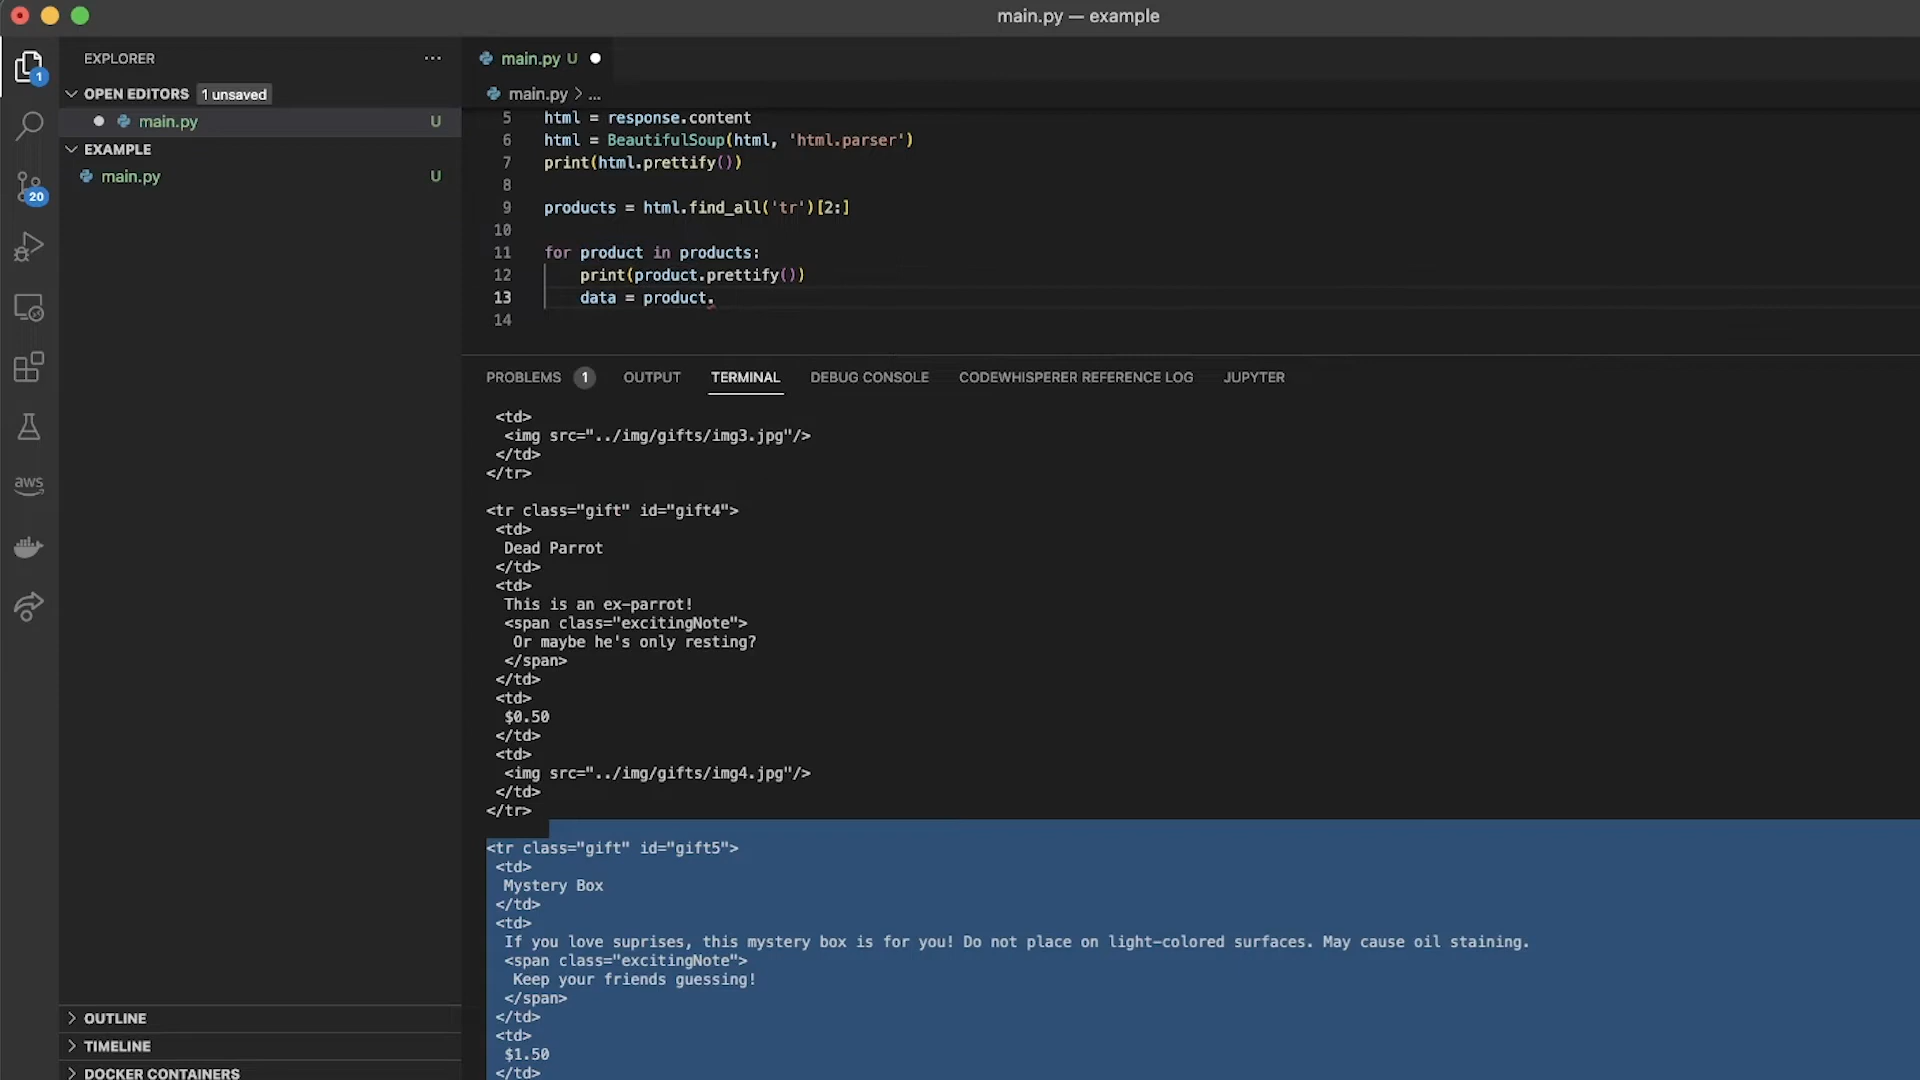 main.py — example
EXPLORER
OPEN EDITORS 1 unsaved
main.py U
EXAMPLE
main.py U
OUTLINE
TIMELINE
DOCKER CONTAINERS
1
20
aws
main.py U
main.py > ...
5 html = response.content
6 html = BeautifulSoup(html, 'html.parser')
7 print(html.prettify())
8
9 products = html.find_all('tr')[2:]
10
11 for product in products:
12 print(product.prettify())
13 data = product.
14
PROBLEMS 1 OUTPUT TERMINAL DEBUG CONSOLE CODEWHISPERER REFERENCE LOG JUPYTER
<td>
<img src="../img/gifts/img3.jpg"/>
</td>
</tr>
<tr class="gift" id="gift4">
<td>
Dead Parrot
</td>
<td>
This is an ex-parrot!
<span class="excitingNote">
Or maybe he's only resting?
</span>
</td>
<td>
$0.50
</td>
<td>
<img src="../img/gifts/img4.jpg"/>
</td>
</tr>
<tr class="gift" id="gift5">
<td>
Mystery Box
</td>
<td>
If you love suprises, this mystery box is for you! Do not place on light-colored surfaces. May cause oil staining.
<span class="excitingNote">
Keep your friends guessing!
</span>
</td>
<td>
$1.50
</td>